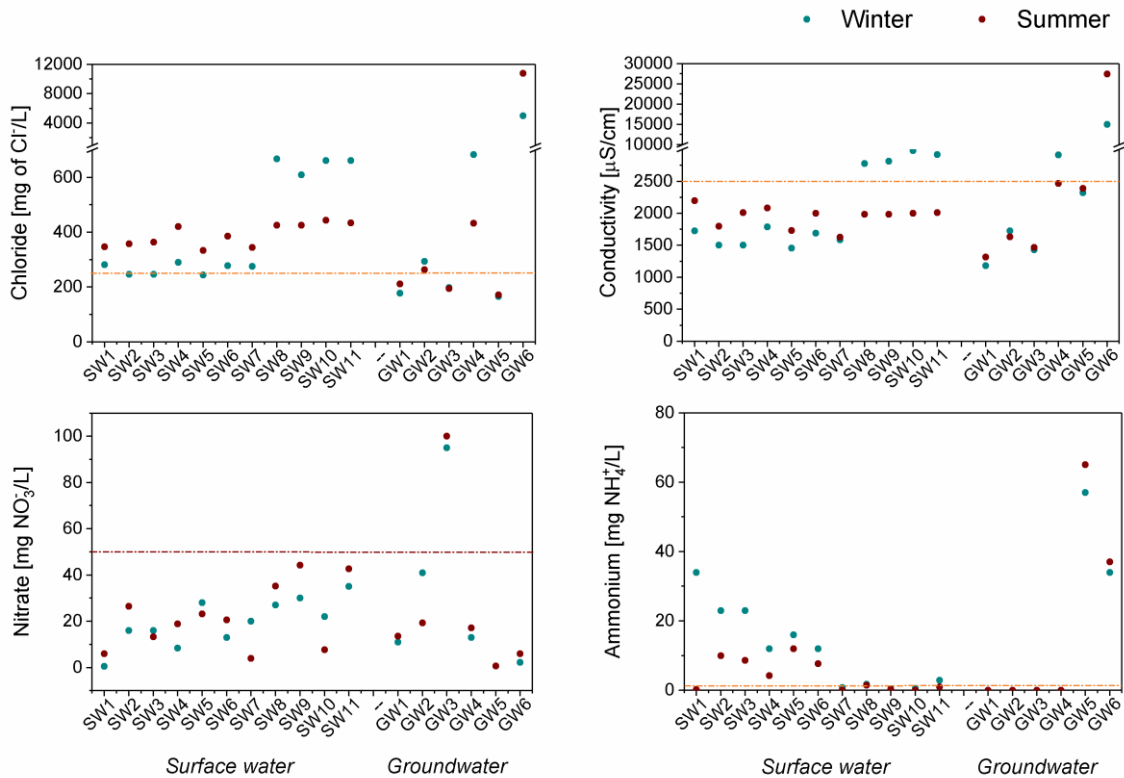 Winter Summer
Chloride [mg of Cl⁻/L]
12000
8000
4000
600
400
200
0
SW1 SW2 SW3 SW4 SW5 SW6 SW7 SW8 SW9 SW10 SW11 -- GW1 GW2 GW3 GW4 GW5 GW6
Conductivity [µS/cm]
30000
25000
20000
15000
10000
2500
2000
1500
1000
500
0
SW1 SW2 SW3 SW4 SW5 SW6 SW7 SW8 SW9 SW10 SW11 -- GW1 GW2 GW3 GW4 GW5 GW6
Nitrate [mg NO₃⁻/L]
100
80
60
40
20
0
SW1 SW2 SW3 SW4 SW5 SW6 SW7 SW8 SW9 SW10 SW11 -- GW1 GW2 GW3 GW4 GW5 GW6
Surface water Groundwater
Ammonium [mg NH₄⁺/L]
80
60
40
20
0
SW1 SW2 SW3 SW4 SW5 SW6 SW7 SW8 SW9 SW10 SW11 -- GW1 GW2 GW3 GW4 GW5 GW6
Surface water Groundwater